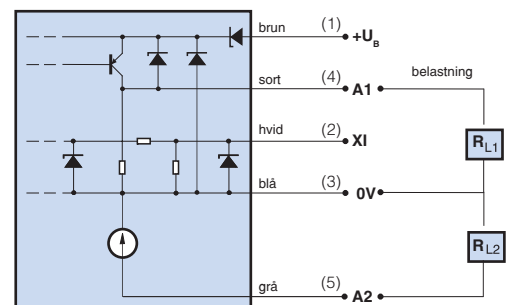 brun (1) +U_B
sort (4) A1 belastning
hvid (2) XI
R_L1
blå (3) 0V
R_L2
grå (5) A2